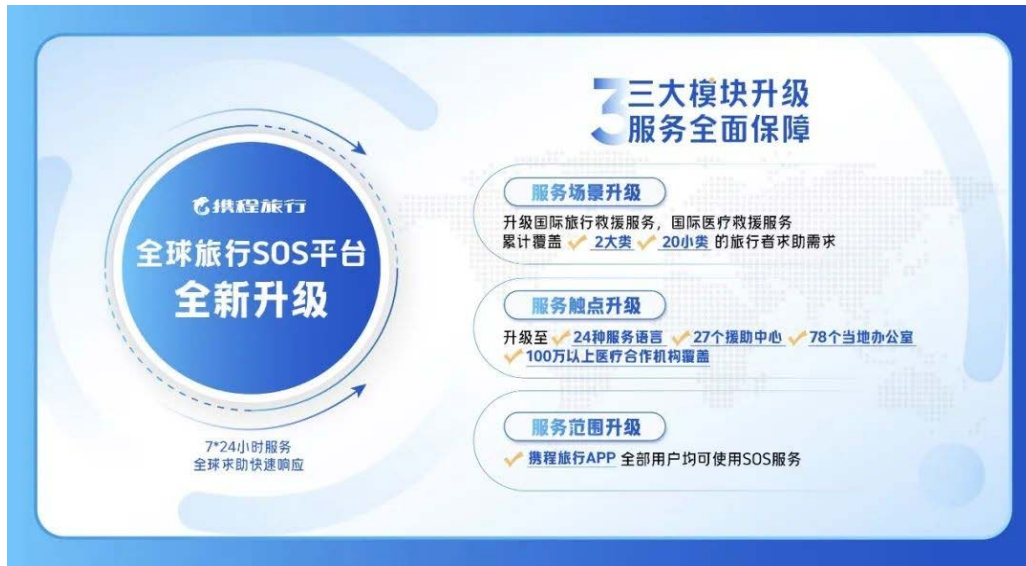 携程旅行
全球旅行SOS平台
全新升级
7*24小时服务
全球求助快速响应
3三大模块升级
服务全面保障
服务场景升级
升级国际旅行救援服务，国际医疗救援服务
累计覆盖 2大类 20小类 的旅行者求助需求
服务触点升级
升级至 24种服务语言 27个援助中心 78个当地办公室
100万以上医疗合作机构覆盖
服务范围升级
携程旅行APP 全部用户均可使用SOS服务